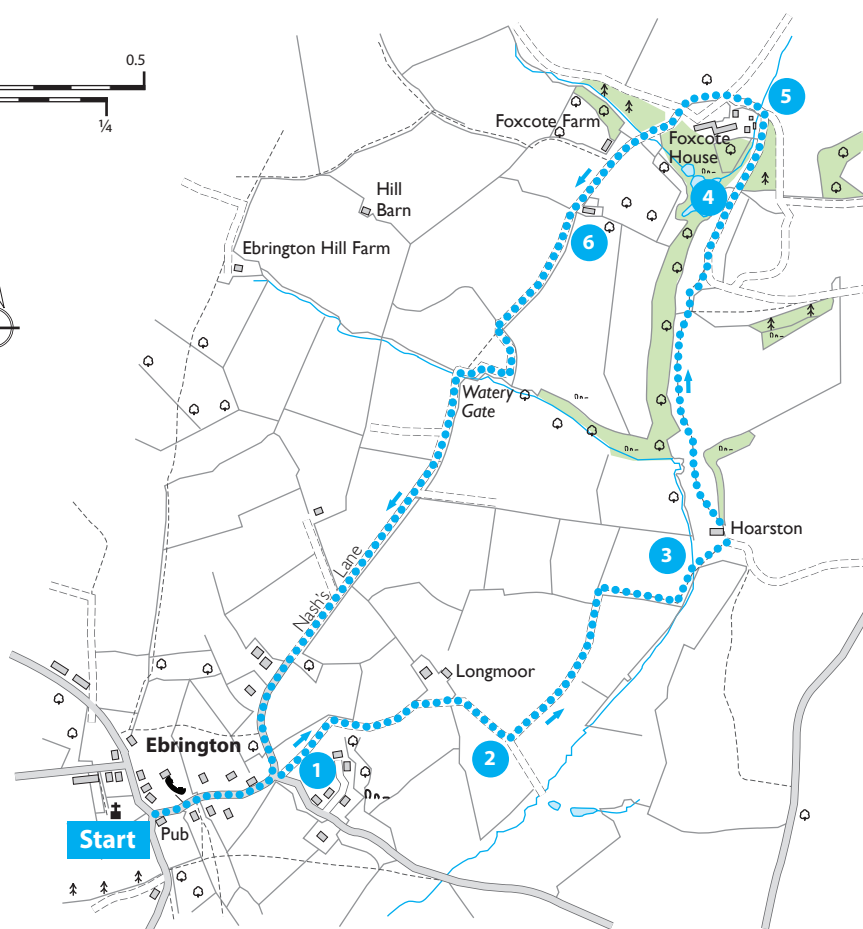 0.5
¼
5
Foxcote Farm
Foxcote
House
Hill
Barn
4
6
Ebrington Hill Farm
Watery
Gate
Hoarston
3
Nash's Lane
Longmoor
Ebrington
2
1
Start
Pub